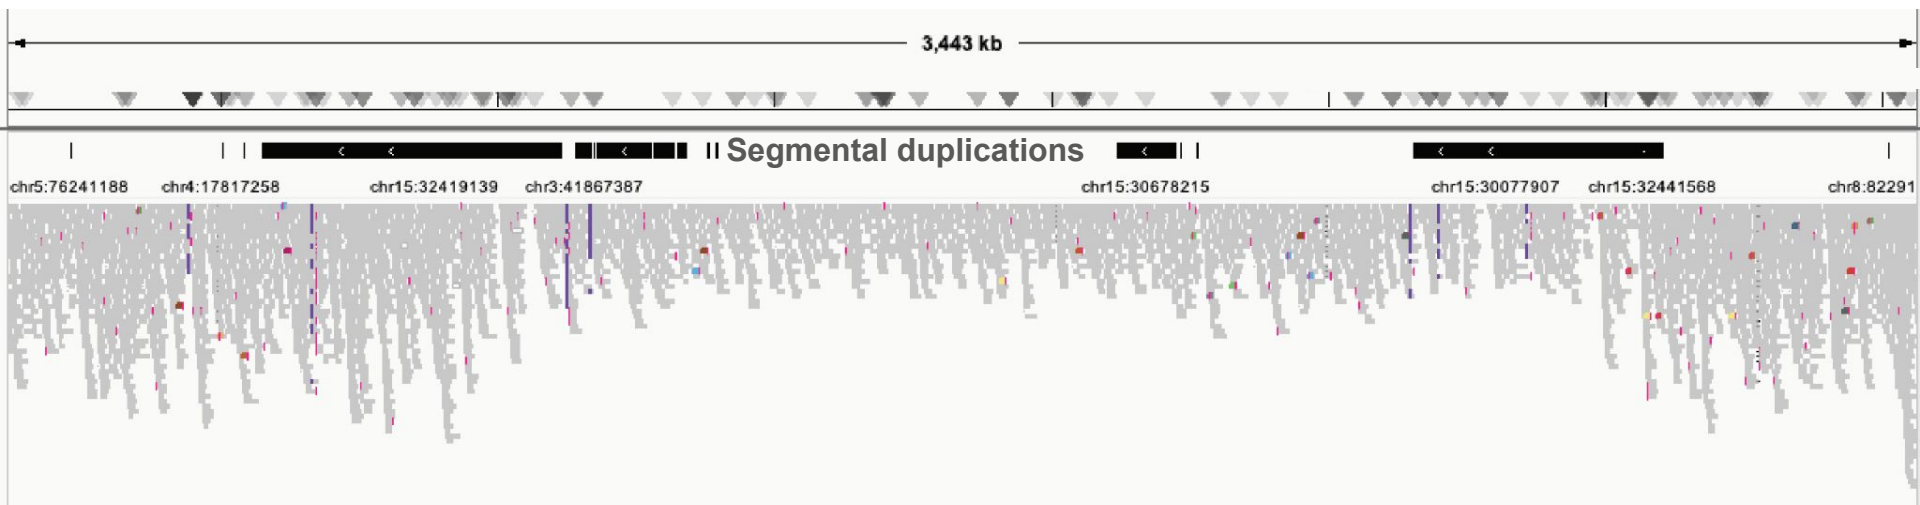 3,443 kb
Segmental duplications
chr5:76241188 chr4:17817258 chr15:32419139 chr3:41867387 chr15:30678215 chr15:30077907 chr15:32441568 chr8:82291